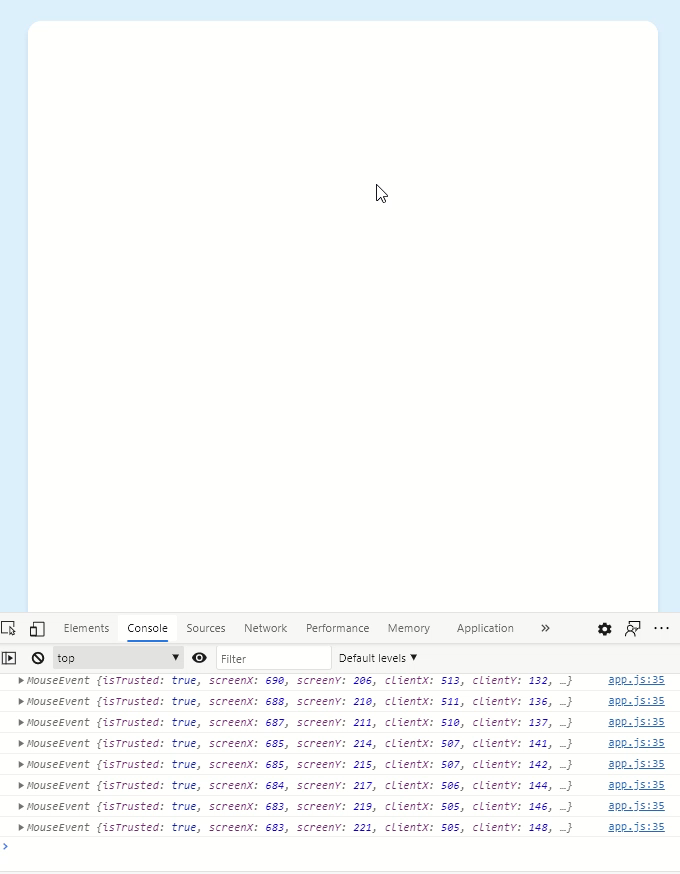 Elements Console Sources Network Performance Memory Application »
top Filter Default levels
MouseEvent {isTrusted: true, screenX: 690, screenY: 206, clientX: 513, clientY: 132, …} app.js:35
MouseEvent {isTrusted: true, screenX: 688, screenY: 210, clientX: 511, clientY: 136, …} app.js:35
MouseEvent {isTrusted: true, screenX: 687, screenY: 211, clientX: 510, clientY: 137, …} app.js:35
MouseEvent {isTrusted: true, screenX: 685, screenY: 214, clientX: 507, clientY: 141, …} app.js:35
MouseEvent {isTrusted: true, screenX: 685, screenY: 215, clientX: 507, clientY: 142, …} app.js:35
MouseEvent {isTrusted: true, screenX: 684, screenY: 217, clientX: 506, clientY: 144, …} app.js:35
MouseEvent {isTrusted: true, screenX: 683, screenY: 219, clientX: 505, clientY: 146, …} app.js:35
MouseEvent {isTrusted: true, screenX: 683, screenY: 221, clientX: 505, clientY: 148, …} app.js:35